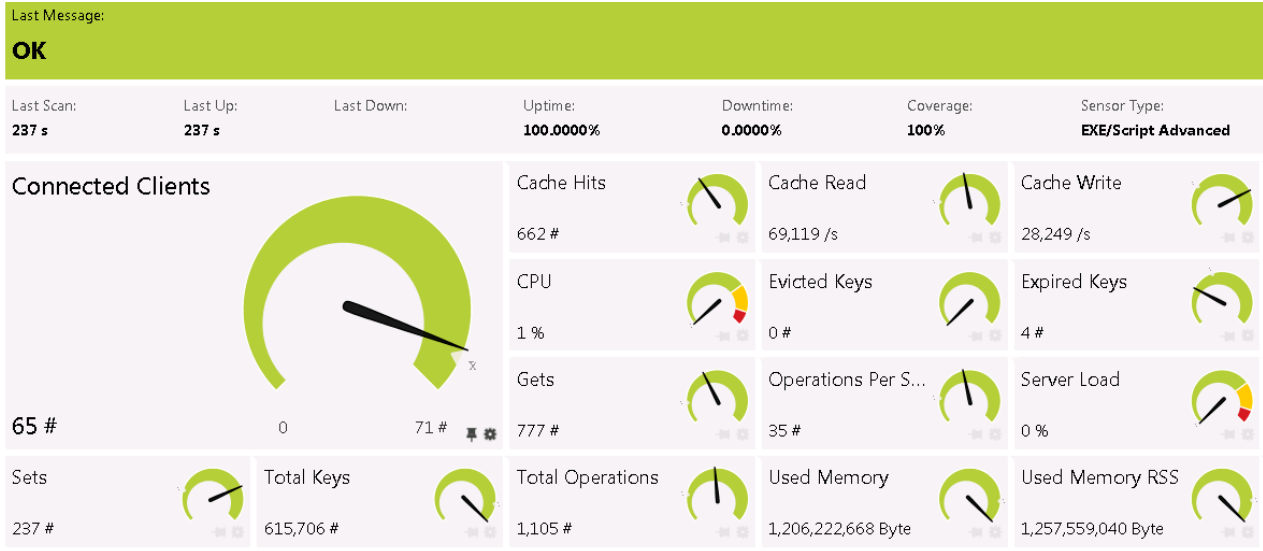 Last Message:
OK
Last Scan: Last Up: Last Down: Uptime: Downtime: Coverage: Sensor Type:
237 s 237 s 100.0000% 0.0000% 100% EXE/Script Advanced
Connected Clients
65 #
0
71 #
Cache Hits
662 #
Cache Read
69,119 /s
Cache Write
28,249 /s
CPU
1 %
Evicted Keys
0 #
Expired Keys
4 #
Gets
777 #
Operations Per S...
35 #
Server Load
0 %
Sets
237 #
Total Keys
615,706 #
Total Operations
1,105 #
Used Memory
1,206,222,668 Byte
Used Memory RSS
1,257,559,040 Byte